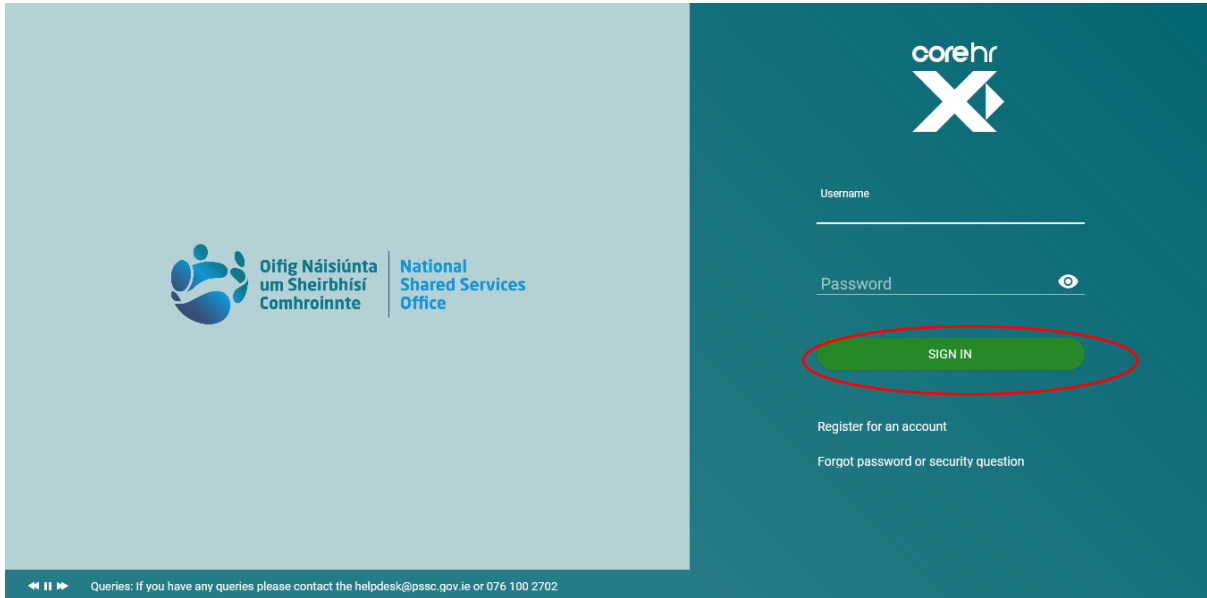 Oifig Náisiúnta
um Sheirbhísí
Comhroinnte
National
Shared Services
Office
corehr
X
Username
Password
SIGN IN
Register for an account
Forgot password or security question
Queries: If you have any queries please contact the helpdesk@pssc.gov.ie or 076 100 2702